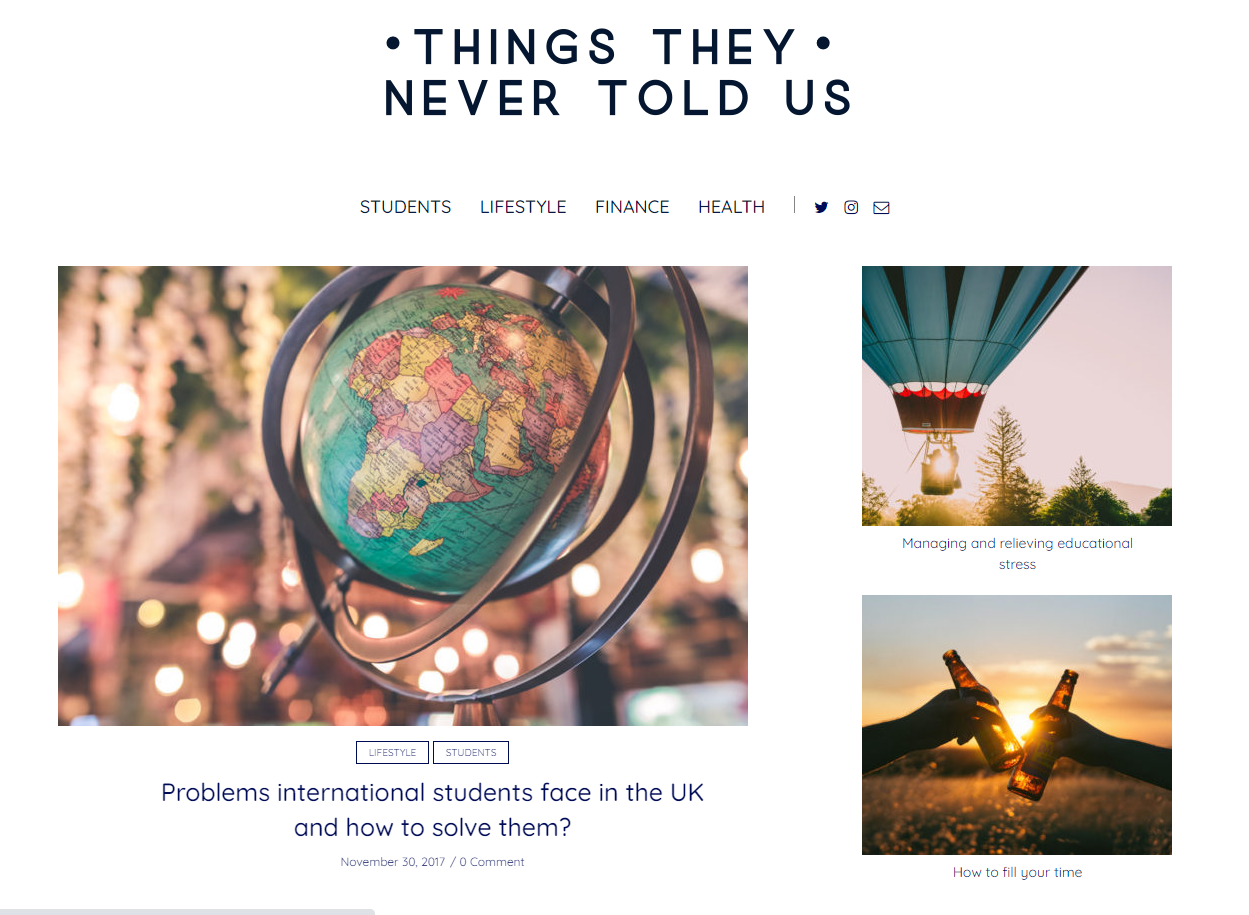 • THINGS THEY •
NEVER TOLD US
STUDENTS LIFESTYLE FINANCE HEALTH
LIFESTYLE STUDENTS
Problems international students face in the UK
and how to solve them?
November 30, 2017 / 0 Comment
Managing and relieving educational
stress
How to fill your time